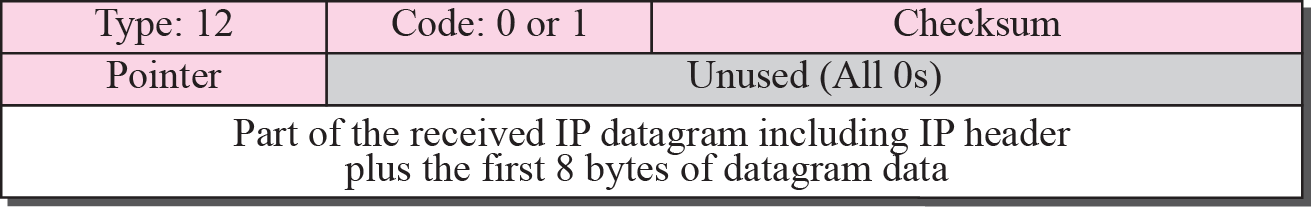 Type: 12 Code: 0 or 1 Checksum
Pointer Unused (All 0s)
Part of the received IP datagram including IP header
plus the first 8 bytes of datagram data